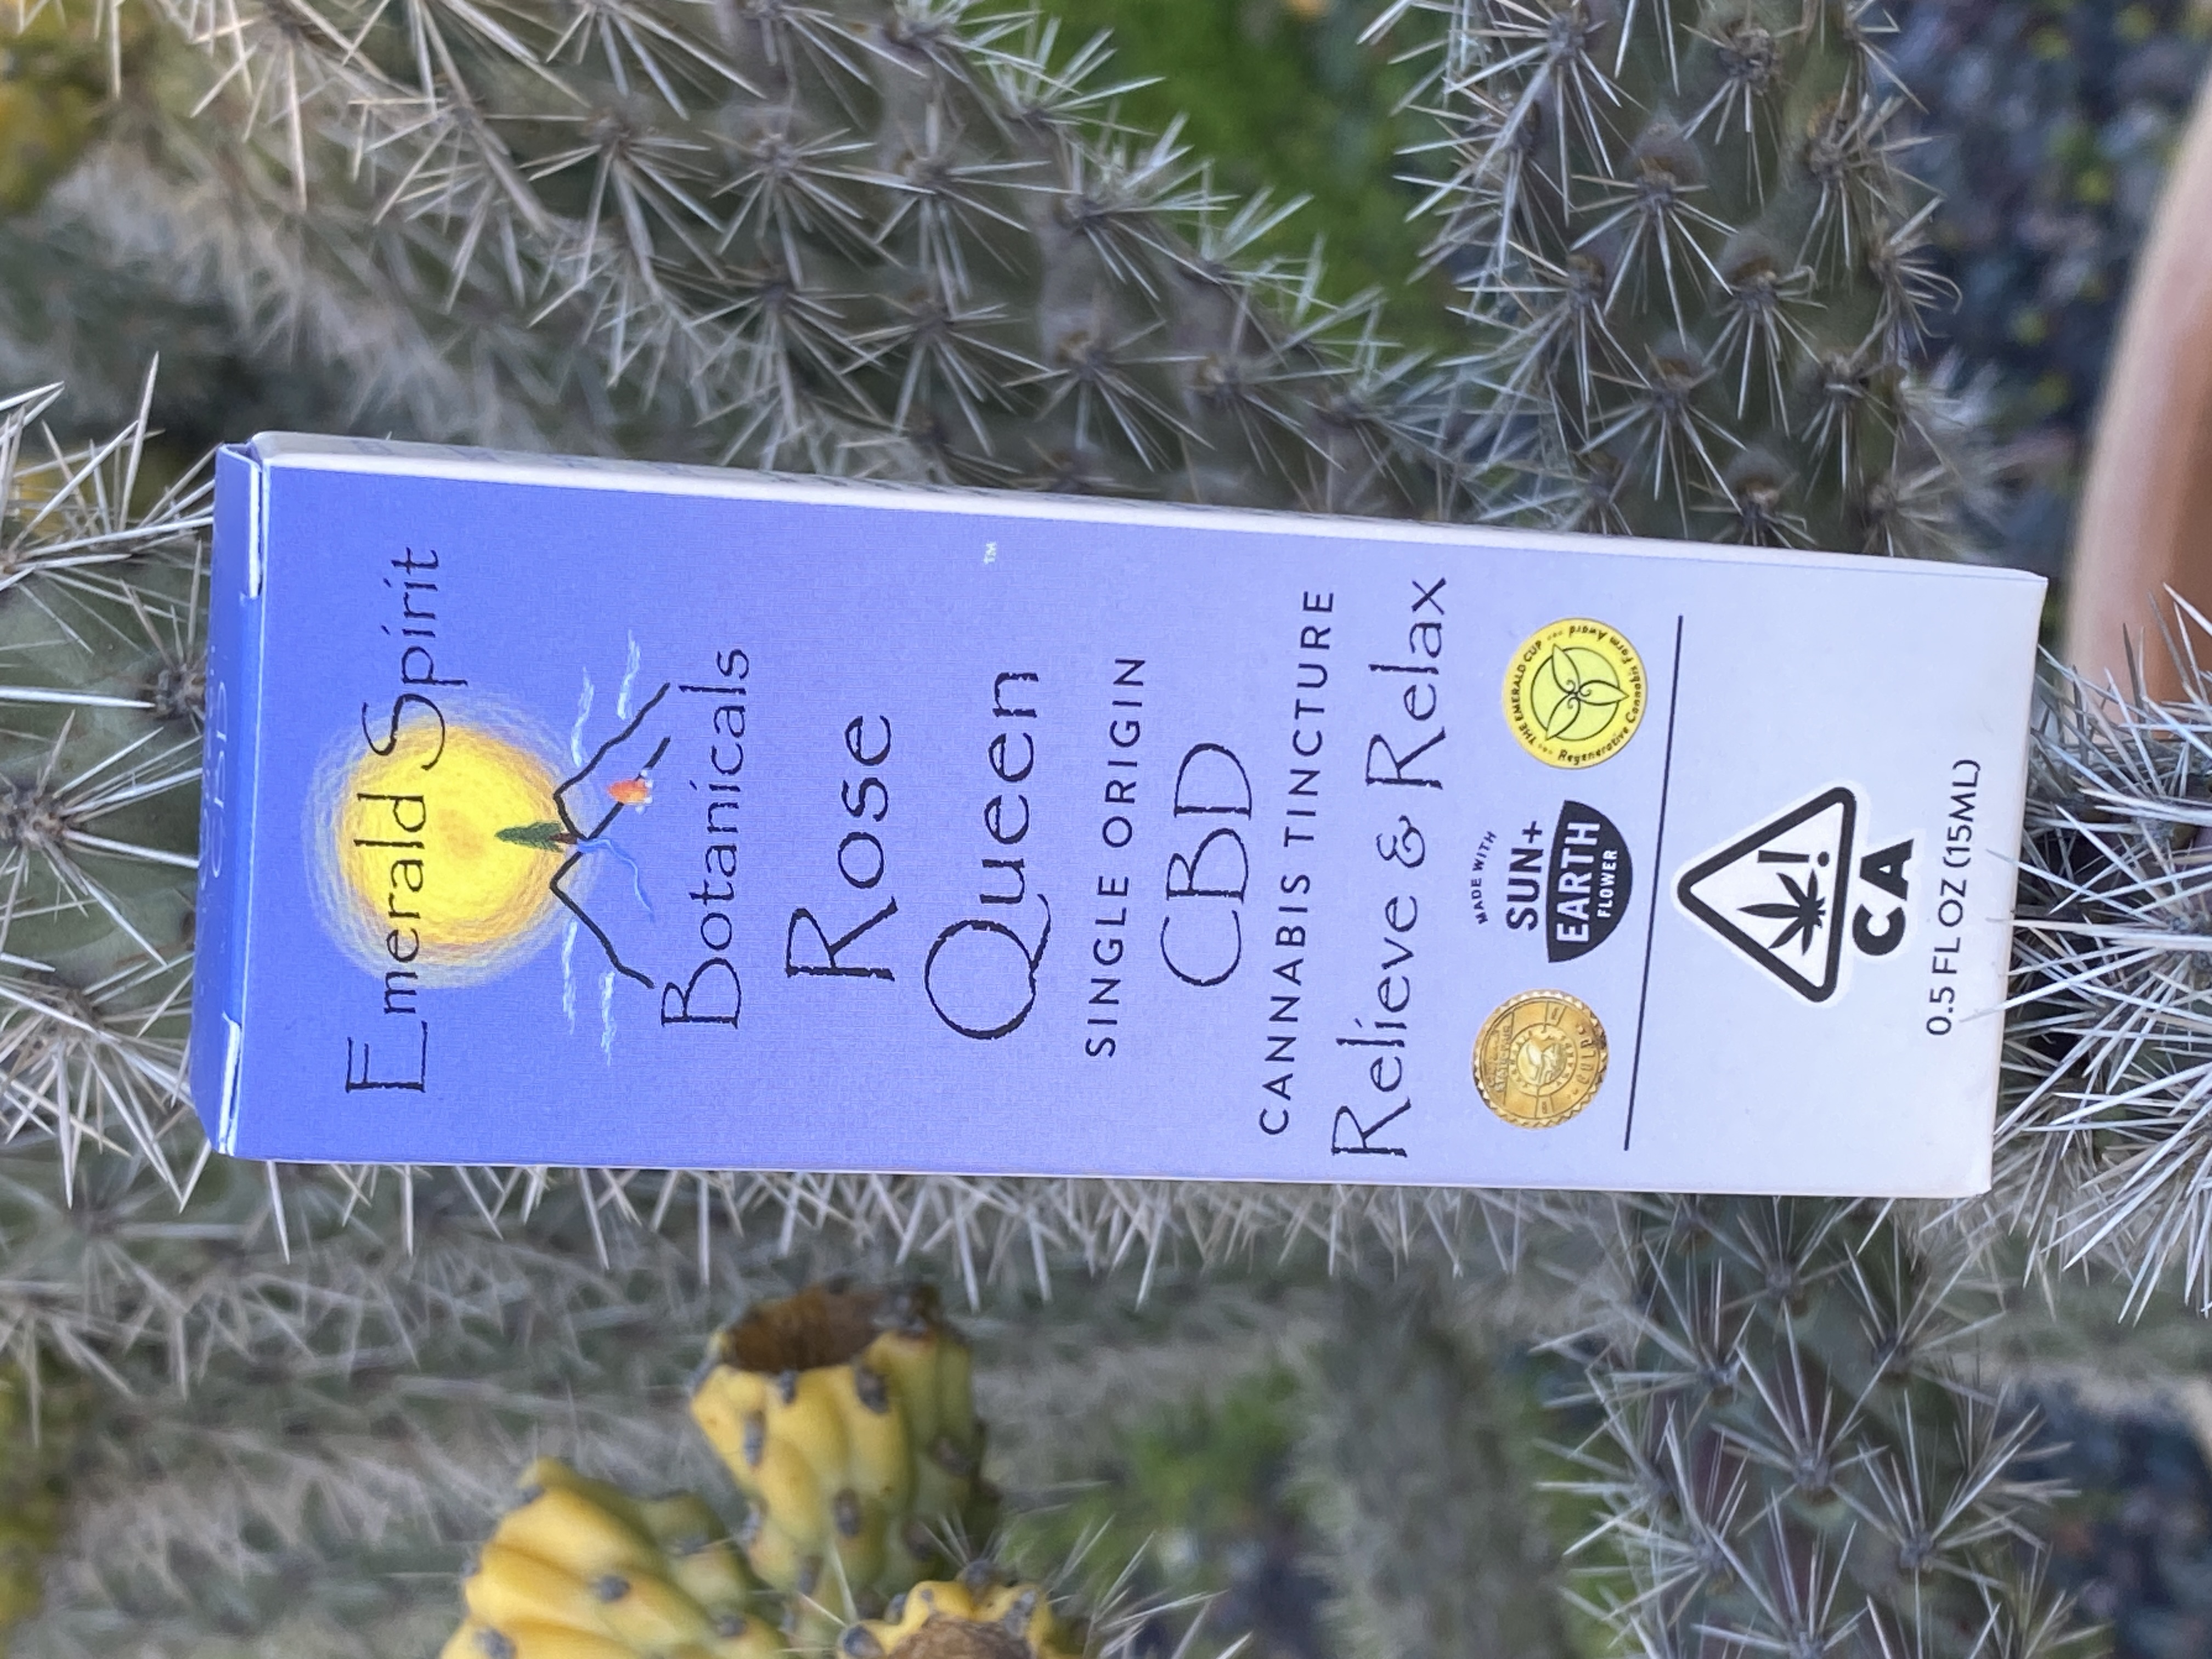 Emerald Spirit
Botanicals
Rose
Queen
™
SINGLE ORIGIN
CBD
CANNABIS TINCTURE
Relieve & Relax
MADE WITH
SUN+
EARTH
FLOWER
THE EMERALD CUP
Regenerative Cannabis Farm Award
CA
0.5 FL OZ (15ML)